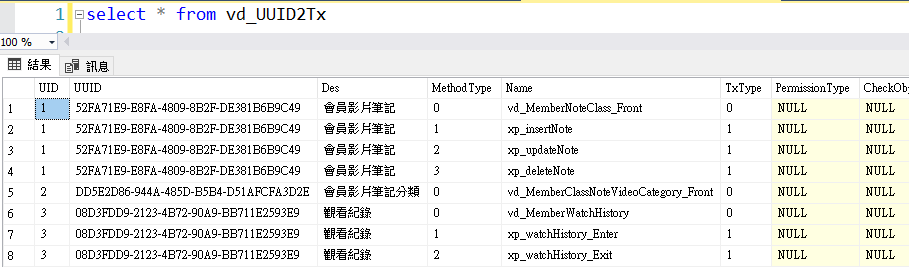 1 select * from vd_UUID2Tx
100 %
結果 訊息
UID UUID Des MethodType Name TxType PermissionType CheckObj
1 1 52FA71E9-E8FA-4809-8B2F-DE381B6B9C49 會員影片筆記 0 vd_MemberNoteClass_Front 0 NULL NULL
2 1 52FA71E9-E8FA-4809-8B2F-DE381B6B9C49 會員影片筆記 1 xp_insertNote 1 NULL NULL
3 1 52FA71E9-E8FA-4809-8B2F-DE381B6B9C49 會員影片筆記 2 xp_updateNote 1 NULL NULL
4 1 52FA71E9-E8FA-4809-8B2F-DE381B6B9C49 會員影片筆記 3 xp_deleteNote 1 NULL NULL
5 2 DD5E2D86-944A-485D-B5B4-D51AFCFA3D2E 會員影片筆記分類 0 vd_MemberClassNoteVideoCategory_Front 0 NULL NULL
6 3 08D3FDD9-2123-4B72-90A9-BB711E2593E9 觀看紀錄 0 vd_MemberWatchHistory 0 NULL NULL
7 3 08D3FDD9-2123-4B72-90A9-BB711E2593E9 觀看紀錄 1 xp_watchHistory_Enter 1 NULL NULL
8 3 08D3FDD9-2123-4B72-90A9-BB711E2593E9 觀看紀錄 2 xp_watchHistory_Exit 1 NULL NULL